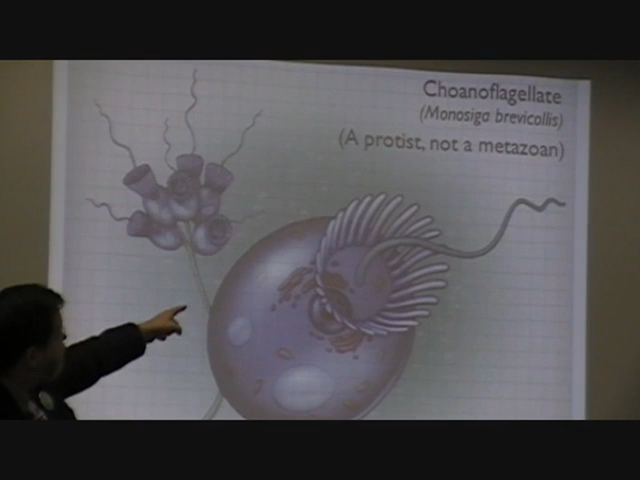 Choanoflagellate
(Monosiga brevicollis)
(A protist, not a metazoan)